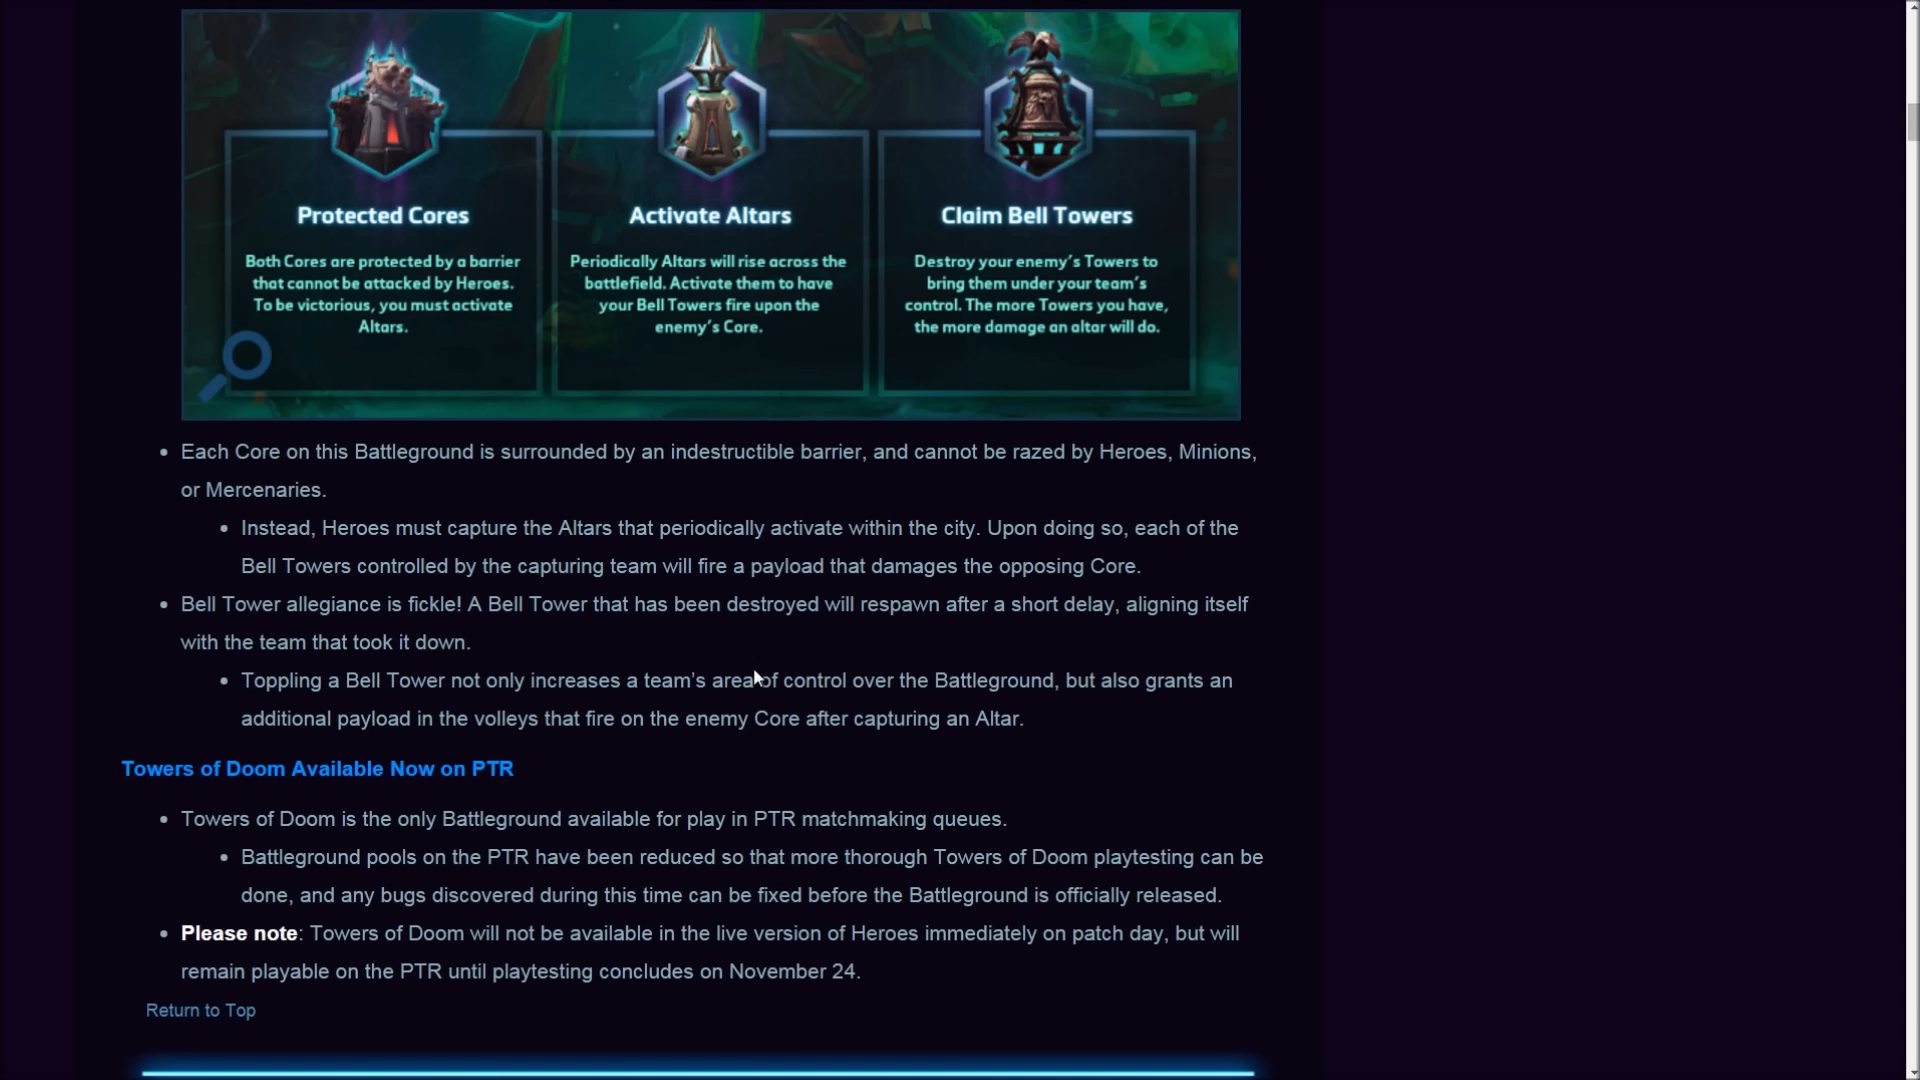 Protected Cores
Both Cores are protected by a barrier
that cannot be attacked by Heroes.
To be victorious, you must activate
Altars.
Activate Altars
Periodically Altars will rise across the
battlefield. Activate them to have
your Bell Towers fire upon the
enemy's Core.
Claim Bell Towers
Destroy your enemy's Towers to
bring them under your team's
control. The more Towers you have,
the more damage an altar will do.
Each Core on this Battleground is surrounded by an indestructible barrier, and cannot be razed by Heroes, Minions,
or Mercenaries.
Instead, Heroes must capture the Altars that periodically activate within the city. Upon doing so, each of the
Bell Towers controlled by the capturing team will fire a payload that damages the opposing Core.
Bell Tower allegiance is fickle! A Bell Tower that has been destroyed will respawn after a short delay, aligning itself
with the team that took it down.
Toppling a Bell Tower not only increases a team's area of control over the Battleground, but also grants an
additional payload in the volleys that fire on the enemy Core after capturing an Altar.
Towers of Doom Available Now on PTR
Towers of Doom is the only Battleground available for play in PTR matchmaking queues.
Battleground pools on the PTR have been reduced so that more thorough Towers of Doom playtesting can be
done, and any bugs discovered during this time can be fixed before the Battleground is officially released.
Please note: Towers of Doom will not be available in the live version of Heroes immediately on patch day, but will
remain playable on the PTR until playtesting concludes on November 24.
Return to Top